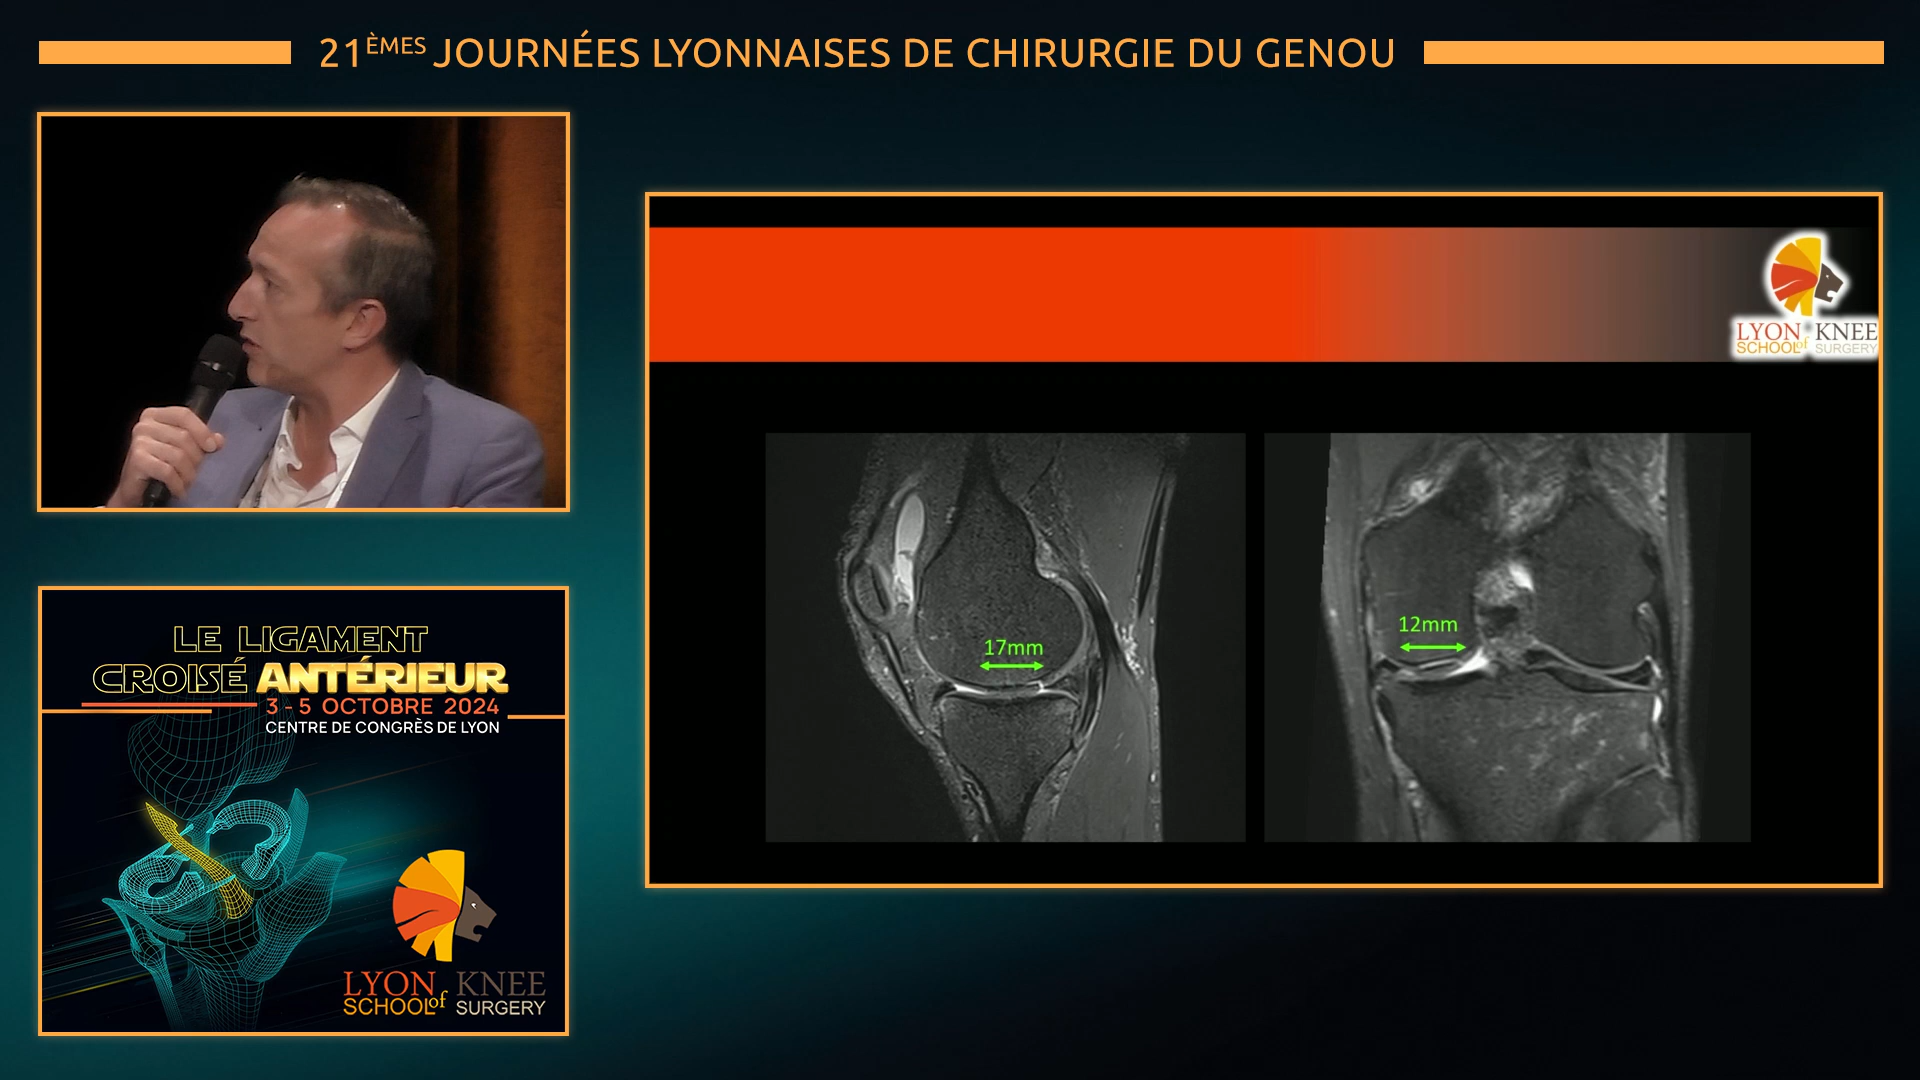 21ÈMES JOURNÉES LYONNAISES DE CHIRURGIE DU GENOU
LYON KNEE
SCHOOL of SURGERY
17mm
12mm
LE LIGAMENT
CROISÉ ANTÉRIEUR
3 - 5 OCTOBRE 2024
CENTRE DE CONGRÈS DE LYON
LYON KNEE
SCHOOL of SURGERY